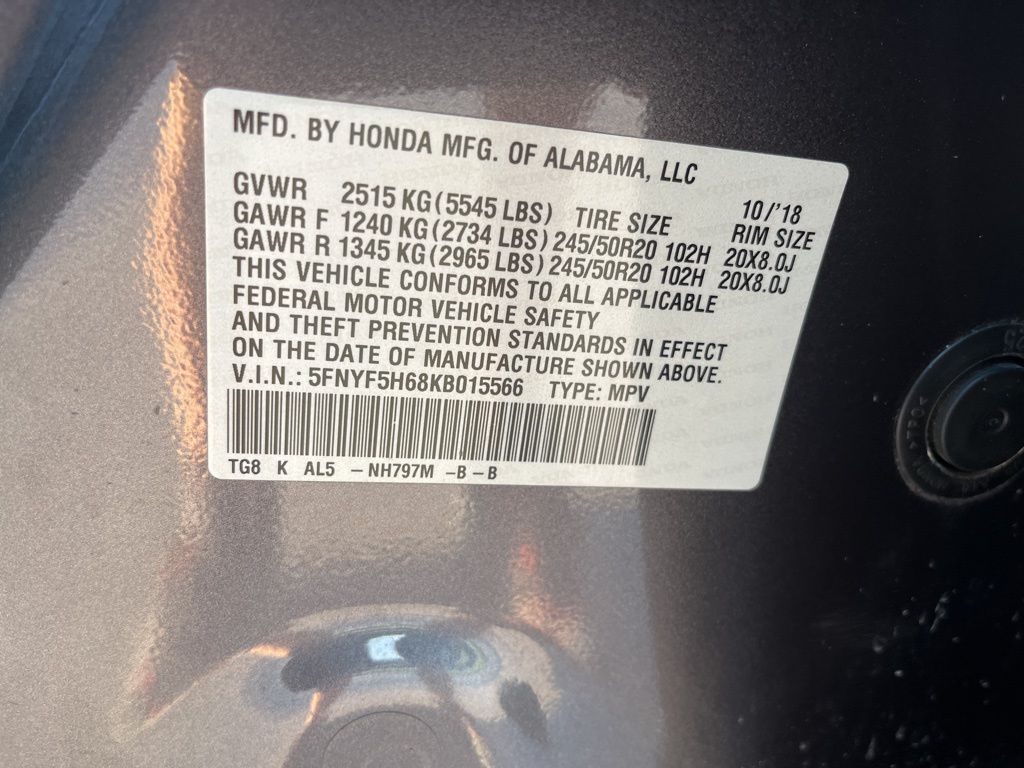 MFD. BY HONDA MFG. OF ALABAMA, LLC
10/'18
GVWR 2515 KG (5545 LBS) TIRE SIZE RIM SIZE
GAWR F 1240 KG (2734 LBS) 245/50R20 102H 20X8.0J
GAWR R 1345 KG (2965 LBS) 245/50R20 102H 20X8.0J
THIS VEHICLE CONFORMS TO ALL APPLICABLE
FEDERAL MOTOR VEHICLE SAFETY
AND THEFT PREVENTION STANDARDS IN EFFECT
ON THE DATE OF MANUFACTURE SHOWN ABOVE.
V.I.N.: 5FNYF5H68KB015566 TYPE: MPV
TG8 K AL5 -NH797M -B-B